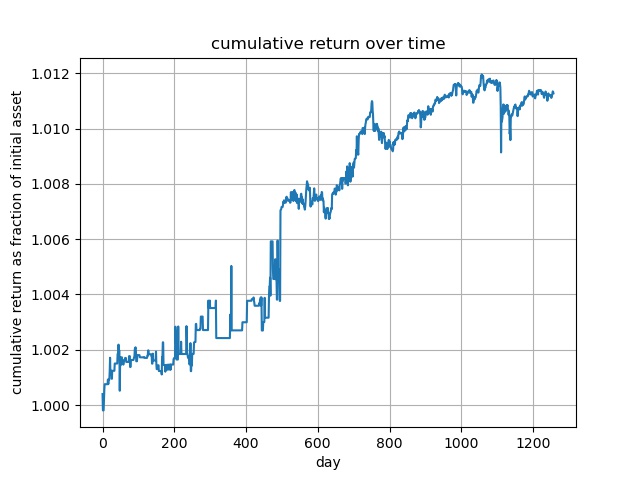 cumulative return over time
cumulative return as fraction of initial asset
1.012
1.010
1.008
1.006
1.004
1.002
1.000
0 200 400 600 800 1000 1200
day